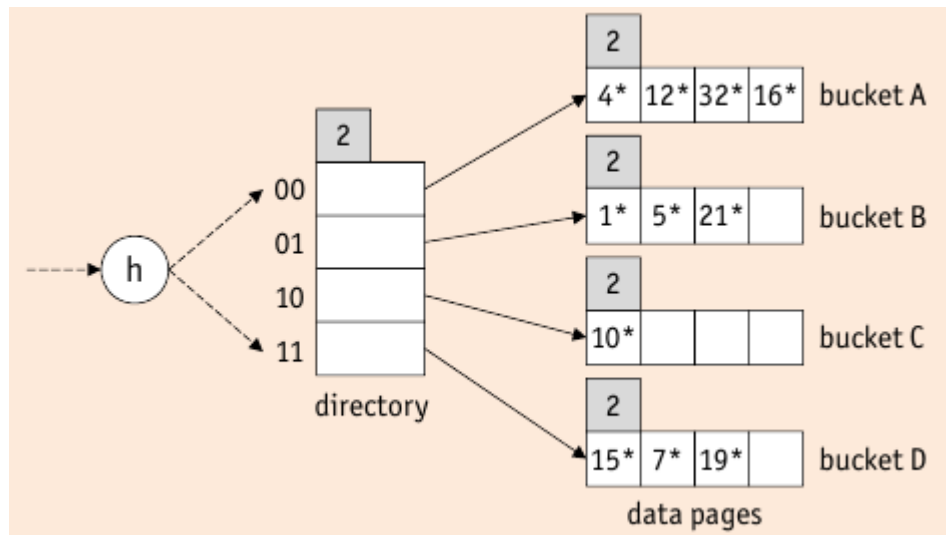 2
4* 12* 32* 16* bucket A
2
00
2
1* 5* 21* bucket B
01
h
2
10
10* bucket C
11
directory
2
15* 7* 19* bucket D
data pages